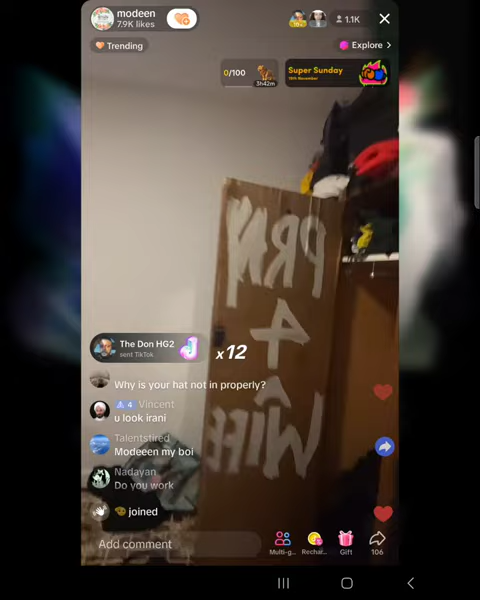 modeen
7.9K likes
1.1K
Trending
Explore >
0/100
3h42m
Super Sunday
16th November
PRAY
4
A
WIFE
The Don HG2
sent TikTok
x12
Why is your hat not in properly?
4 Vincent
u look irani
Talentstired
Modeeen my boi
Nadayan
Do you work
joined
Add comment
Multi-g...
Rechar...
Gift
106